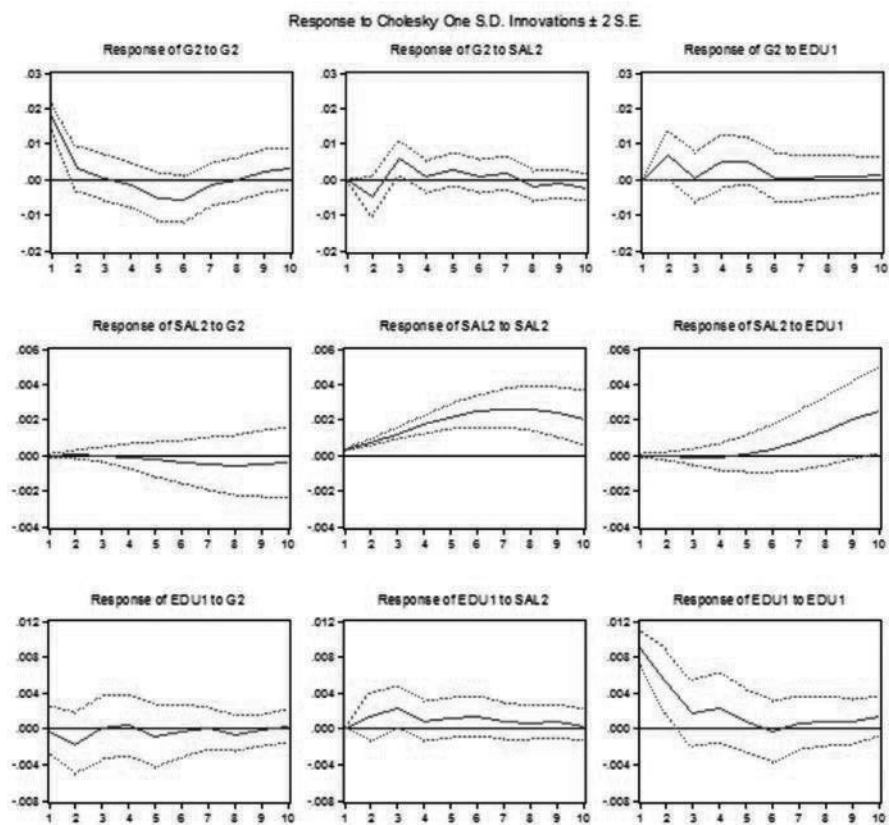 Response to Cholesky One S.D. Innovations ± 2 S.E.
Response of G2 to G2
.03
.02
.01
.00
-.01
-.02
1 2 3 4 5 6 7 8 9 10
Response of G2 to SAL2
.03
.02
.01
.00
-.01
-.02
1 2 3 4 5 6 7 8 9 10
Response of G2 to EDU1
.03
.02
.01
.00
-.01
-.02
1 2 3 4 5 6 7 8 9 10
Response of SAL2 to G2
.006
.004
.002
.000
-.002
-.004
1 2 3 4 5 6 7 8 9 10
Response of SAL2 to SAL2
.006
.004
.002
.000
-.002
-.004
1 2 3 4 5 6 7 8 9 10
Response of SAL2 to EDU1
.006
.004
.002
.000
-.002
-.004
1 2 3 4 5 6 7 8 9 10
Response of EDU1 to G2
.012
.008
.004
.000
-.004
-.008
1 2 3 4 5 6 7 8 9 10
Response of EDU1 to SAL2
.012
.008
.004
.000
-.004
-.008
1 2 3 4 5 6 7 8 9 10
Response of EDU1 to EDU1
.012
.008
.004
.000
-.004
-.008
1 2 3 4 5 6 7 8 9 10